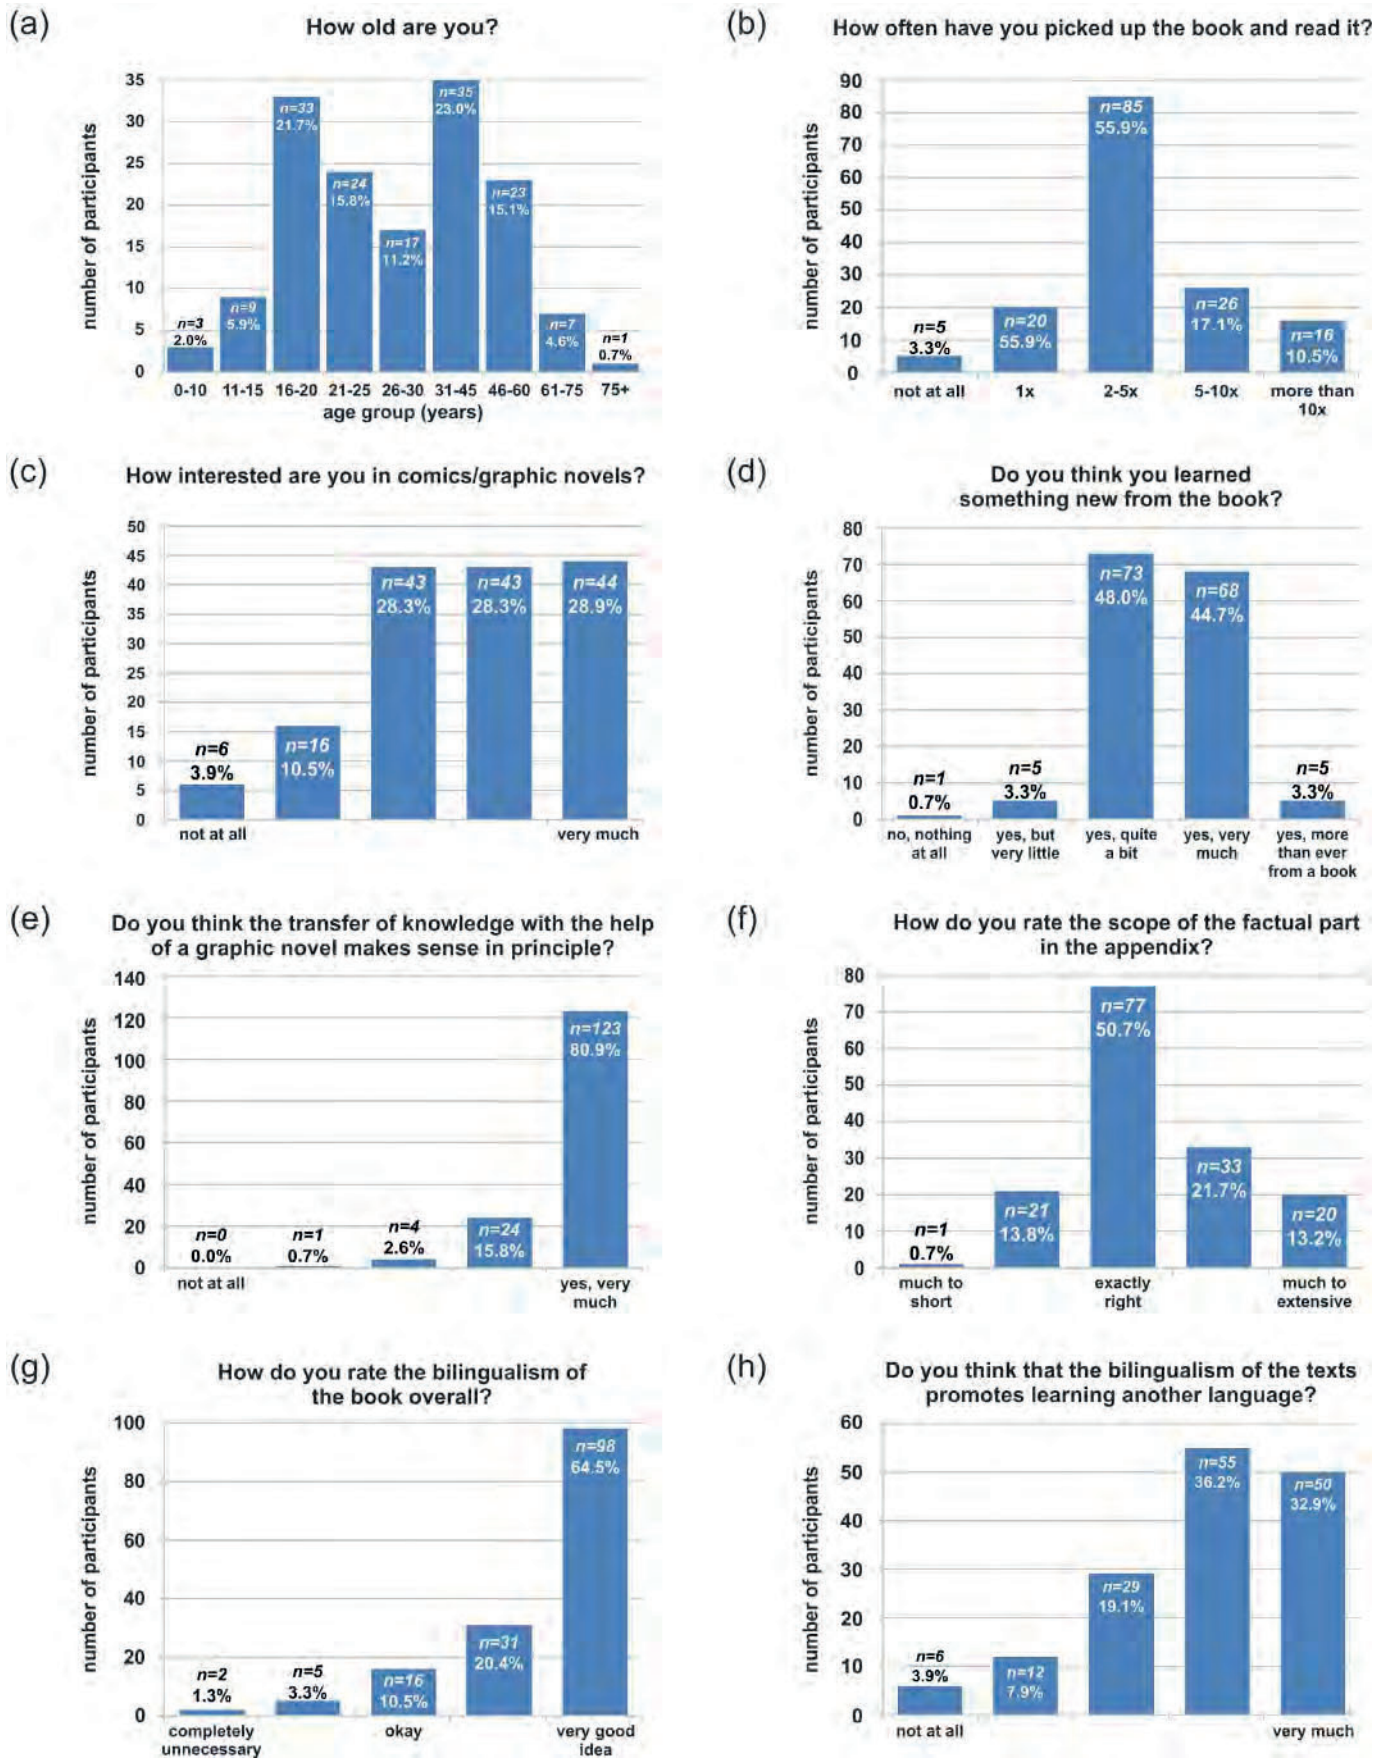 (a)
How old are you?
number of participants
35
30
25
20
15
10
5
0
n=3
2.0%
n=9
5.9%
n=33
21.7%
n=24
15.8%
n=17
11.2%
n=35
23.0%
n=23
15.1%
n=7
4.6%
n=1
0.7%
0-10 11-15 16-20 21-25 26-30 31-45 46-60 61-75 75+
age group (years)
(b)
How often have you picked up the book and read it?
number of participants
90
80
70
60
50
40
30
20
10
0
n=5
3.3%
n=20
55.9%
n=85
55.9%
n=26
17.1%
n=16
10.5%
not at all 1x 2-5x 5-10x more than
10x
(c)
How interested are you in comics/graphic novels?
number of participants
50
45
40
35
30
25
20
15
10
5
0
n=6
3.9%
n=16
10.5%
n=43
28.3%
n=43
28.3%
n=44
28.9%
not at all very much
(d)
Do you think you learned
something new from the book?
number of participants
80
70
60
50
40
30
20
10
0
n=1
0.7%
n=5
3.3%
n=73
48.0%
n=68
44.7%
n=5
3.3%
no, nothing yes, but yes, quite yes, very yes, more
at all very little a bit much than ever
from a book
(e)
Do you think the transfer of knowledge with the help
of a graphic novel makes sense in principle?
number of participants
140
120
100
80
60
40
20
0
n=0
0.0%
n=1
0.7%
n=4
2.6%
n=24
15.8%
n=123
80.9%
not at all yes, very
much
(f)
How do you rate the scope of the factual part
in the appendix?
number of participants
80
70
60
50
40
30
20
10
0
n=1
0.7%
n=21
13.8%
n=77
50.7%
n=33
21.7%
n=20
13.2%
much to exactly much to
short right extensive
(g)
How do you rate the bilingualism of
the book overall?
number of participants
100
80
60
40
20
0
n=2
1.3%
n=5
3.3%
n=16
10.5%
n=31
20.4%
n=98
64.5%
completely okay very good
unnecessary idea
(h)
Do you think that the bilingualism of the texts
promotes learning another language?
number of participants
60
50
40
30
20
10
0
n=6
3.9%
n=12
7.9%
n=29
19.1%
n=55
36.2%
n=50
32.9%
not at all very much